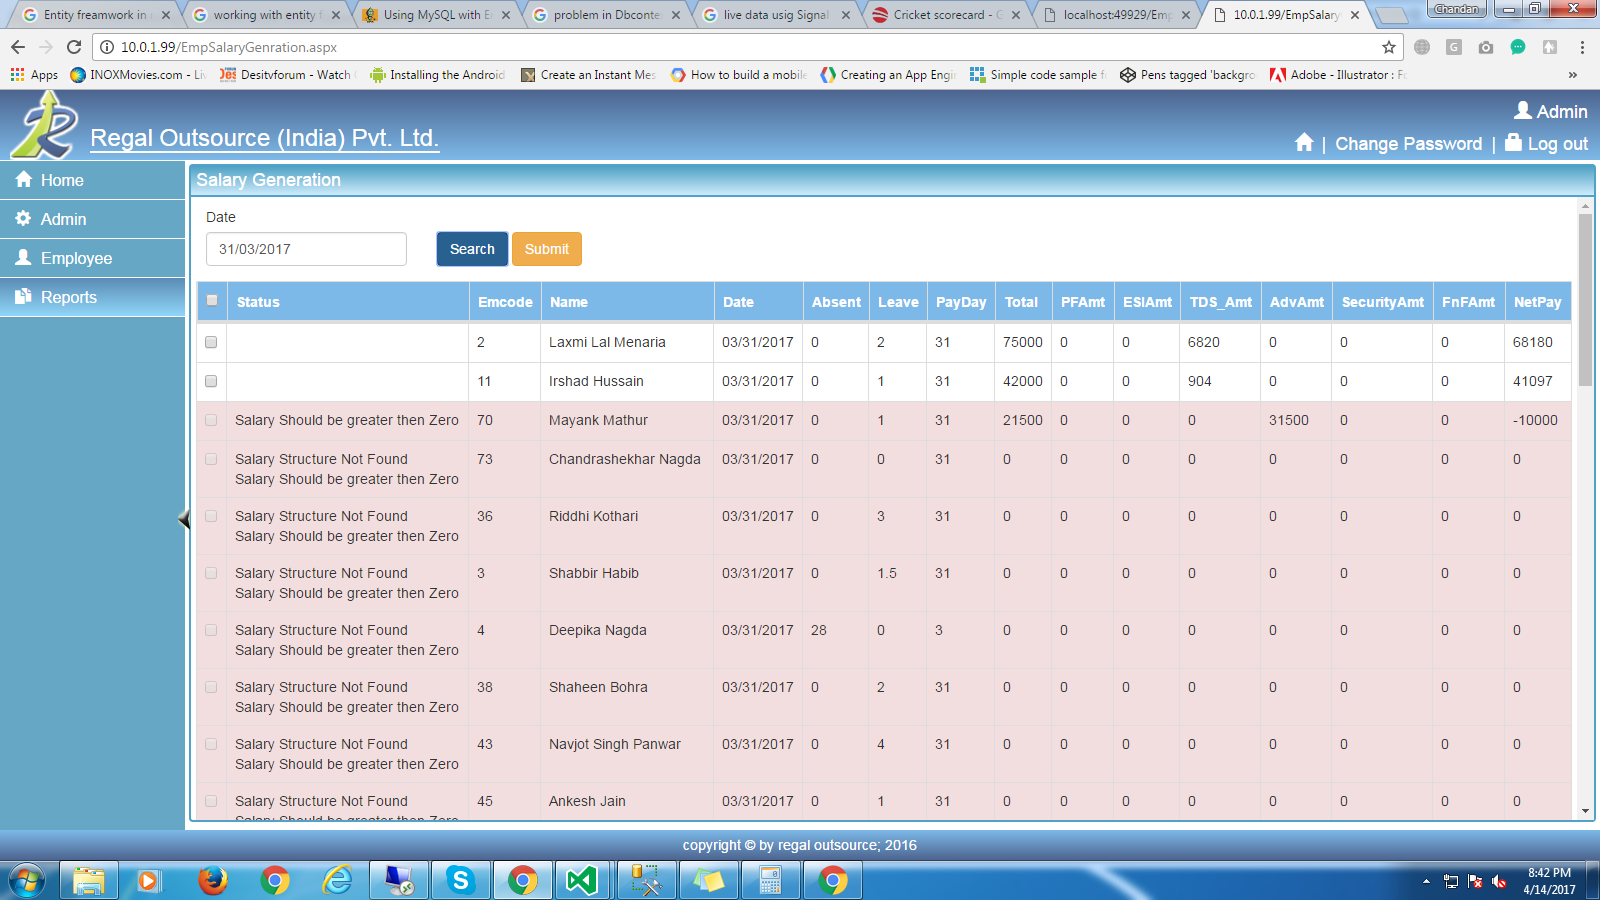 Entity freamwork in
working with entity f
Using MySQL with E
problem in Dbconte
live data usig Signal
Cricket scorecard - G
localhost:49929/Emp
10.0.1.99/EmpSalary
Chandan
10.0.1.99/EmpSalaryGenration.aspx
Apps
INOXMovies.com - Li
Desitvforum - Watch
Installing the Android
Create an Instant Mes
How to build a mobile
Creating an App Engi
Simple code sample f
Pens tagged 'backgro
Adobe - Illustrator : Fo
»
Regal Outsource (India) Pvt. Ltd.
Admin
| Change Password | Log out
Home
Admin
Employee
Reports
Salary Generation
Date
31/03/2017 Search Submit
Status Emcode Name Date Absent Leave PayDay Total PFAmt ESIAmt TDS_Amt AdvAmt SecurityAmt FnFAmt NetPay
2 Laxmi Lal Menaria 03/31/2017 0 2 31 75000 0 0 6820 0 0 0 68180
11 Irshad Hussain 03/31/2017 0 1 31 42000 0 0 904 0 0 0 41097
Salary Should be greater then Zero 70 Mayank Mathur 03/31/2017 0 1 31 21500 0 0 0 31500 0 0 -10000
Salary Structure Not Found 73 Chandrashekhar Nagda 03/31/2017 0 0 31 0 0 0 0 0 0 0 0
Salary Should be greater then Zero
Salary Structure Not Found 36 Riddhi Kothari 03/31/2017 0 3 31 0 0 0 0 0 0 0 0
Salary Should be greater then Zero
Salary Structure Not Found 3 Shabbir Habib 03/31/2017 0 1.5 31 0 0 0 0 0 0 0 0
Salary Should be greater then Zero
Salary Structure Not Found 4 Deepika Nagda 03/31/2017 28 0 3 0 0 0 0 0 0 0 0
Salary Should be greater then Zero
Salary Structure Not Found 38 Shaheen Bohra 03/31/2017 0 2 31 0 0 0 0 0 0 0 0
Salary Should be greater then Zero
Salary Structure Not Found 43 Navjot Singh Panwar 03/31/2017 0 4 31 0 0 0 0 0 0 0 0
Salary Should be greater then Zero
Salary Structure Not Found 45 Ankesh Jain 03/31/2017 0 1 31 0 0 0 0 0 0 0 0
Salary Should be greater then Zero
copyright © by regal outsource; 2016
8:42 PM
4/14/2017